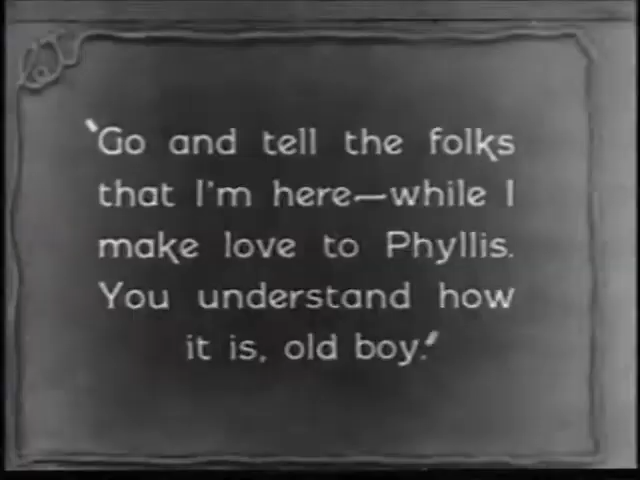 "Go and tell the folks
that I'm here—while I
make love to Phyllis.
You understand how
it is, old boy."